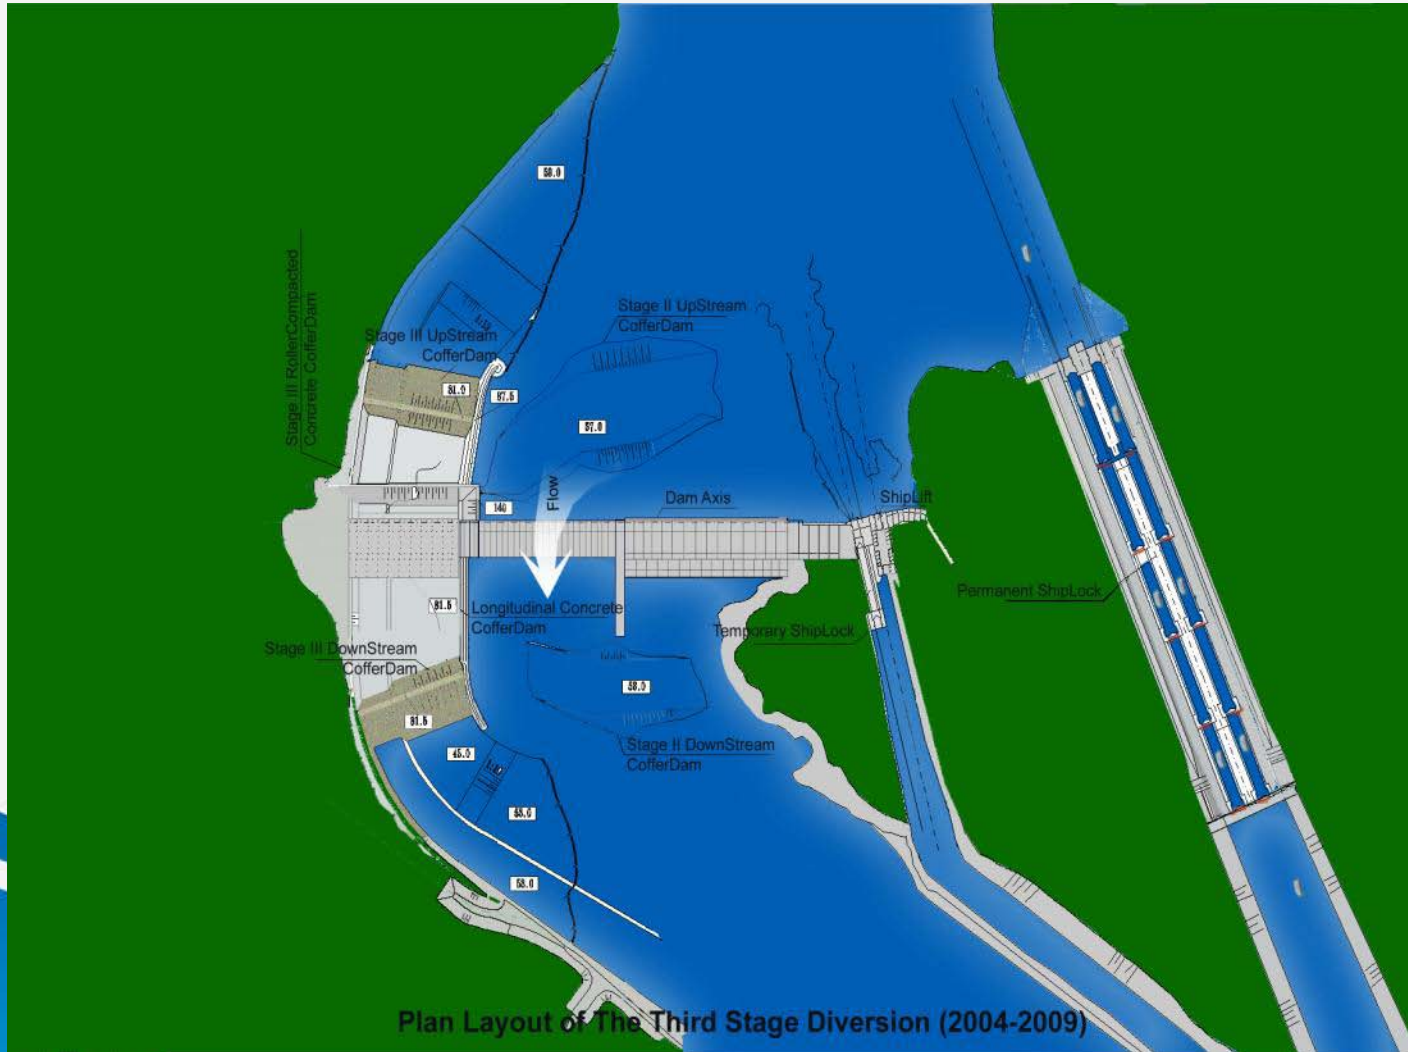 58.0
Stage III RollerCompacted
Concrete CofferDam
Stage II UpStream
CofferDam
Stage III UpStream
CofferDam
81.0
87.5
57.0
Flow
140
Dam Axis
ShipLift
81.5
Longitudinal Concrete
CofferDam
Permanent ShipLock
Temporary ShipLock
Stage III DownStream
CofferDam
58.0
81.5
Stage II DownStream
CofferDam
45.0
53.0
58.0
Plan Layout of The Third Stage Diversion (2004-2009)